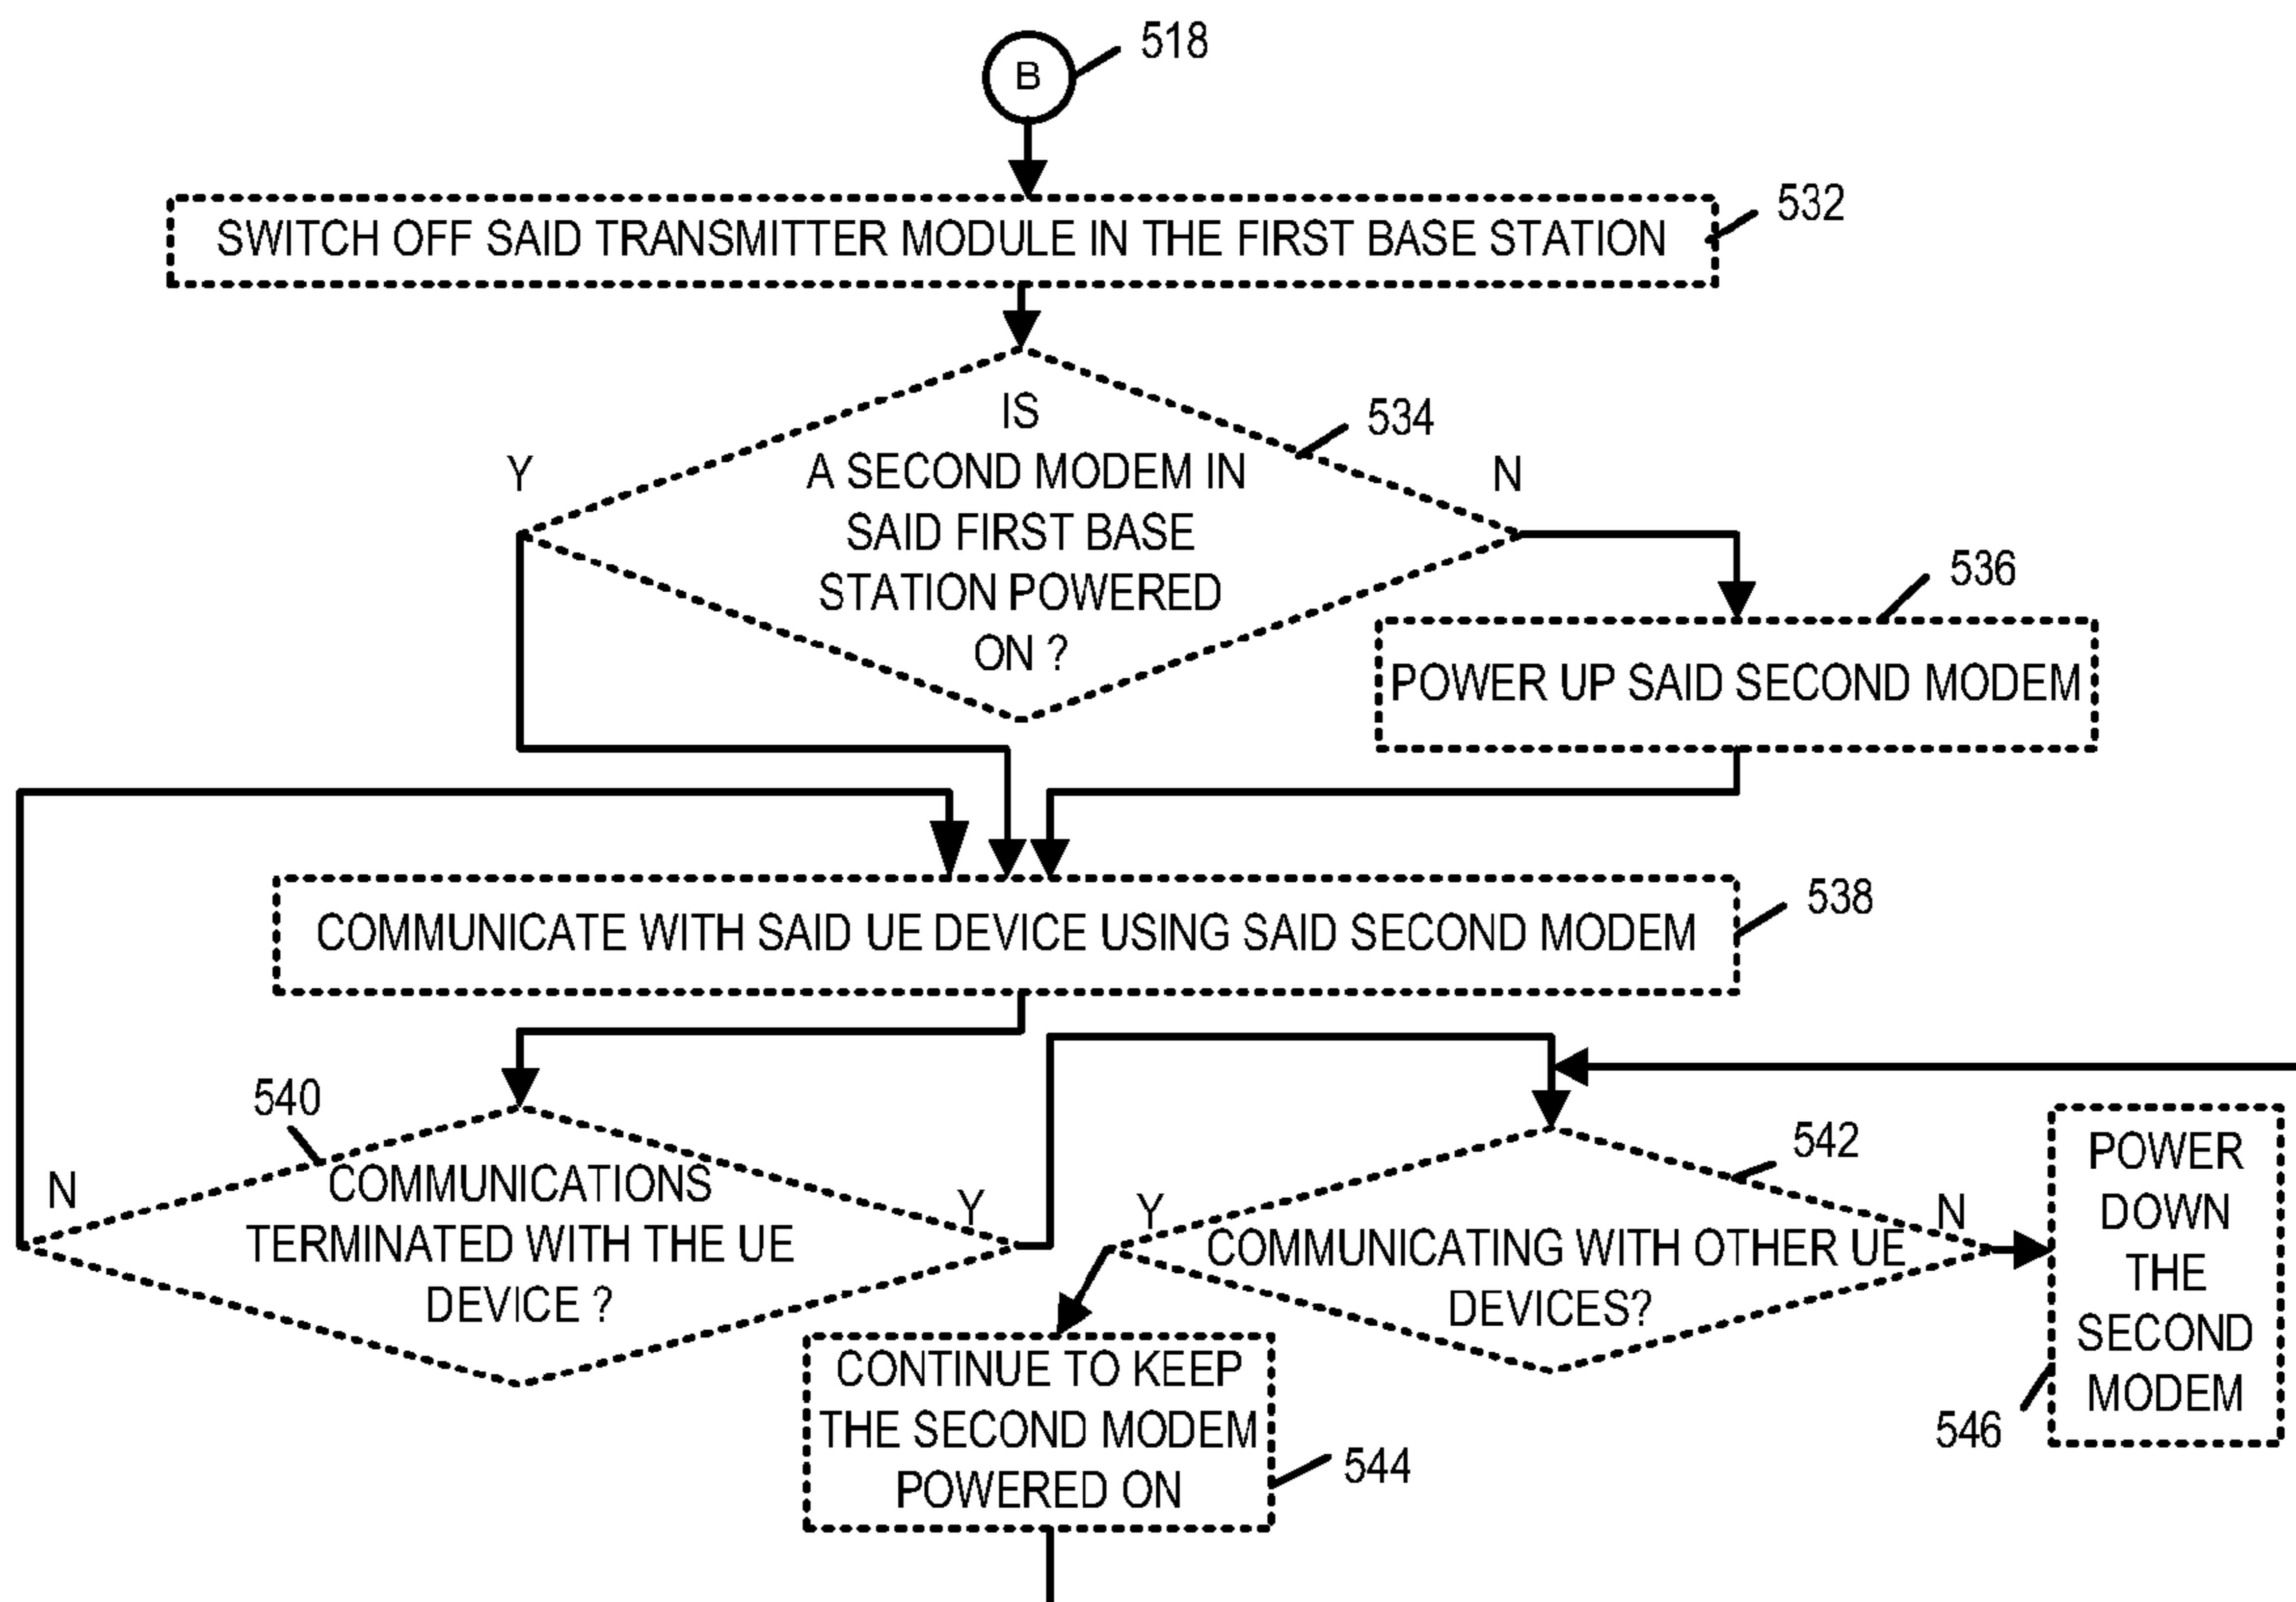 B
518
SWITCH OFF SAID TRANSMITTER MODULE IN THE FIRST BASE STATION
532
IS
A SECOND MODEM IN
SAID FIRST BASE
STATION POWERED
ON ?
534
Y
N
POWER UP SAID SECOND MODEM
536
COMMUNICATE WITH SAID UE DEVICE USING SAID SECOND MODEM
538
540
COMMUNICATIONS
TERMINATED WITH THE UE
DEVICE ?
N
Y
542
COMMUNICATING WITH OTHER UE
DEVICES?
Y
N
CONTINUE TO KEEP
THE SECOND MODEM
POWERED ON
544
POWER
DOWN
THE
SECOND
MODEM
546